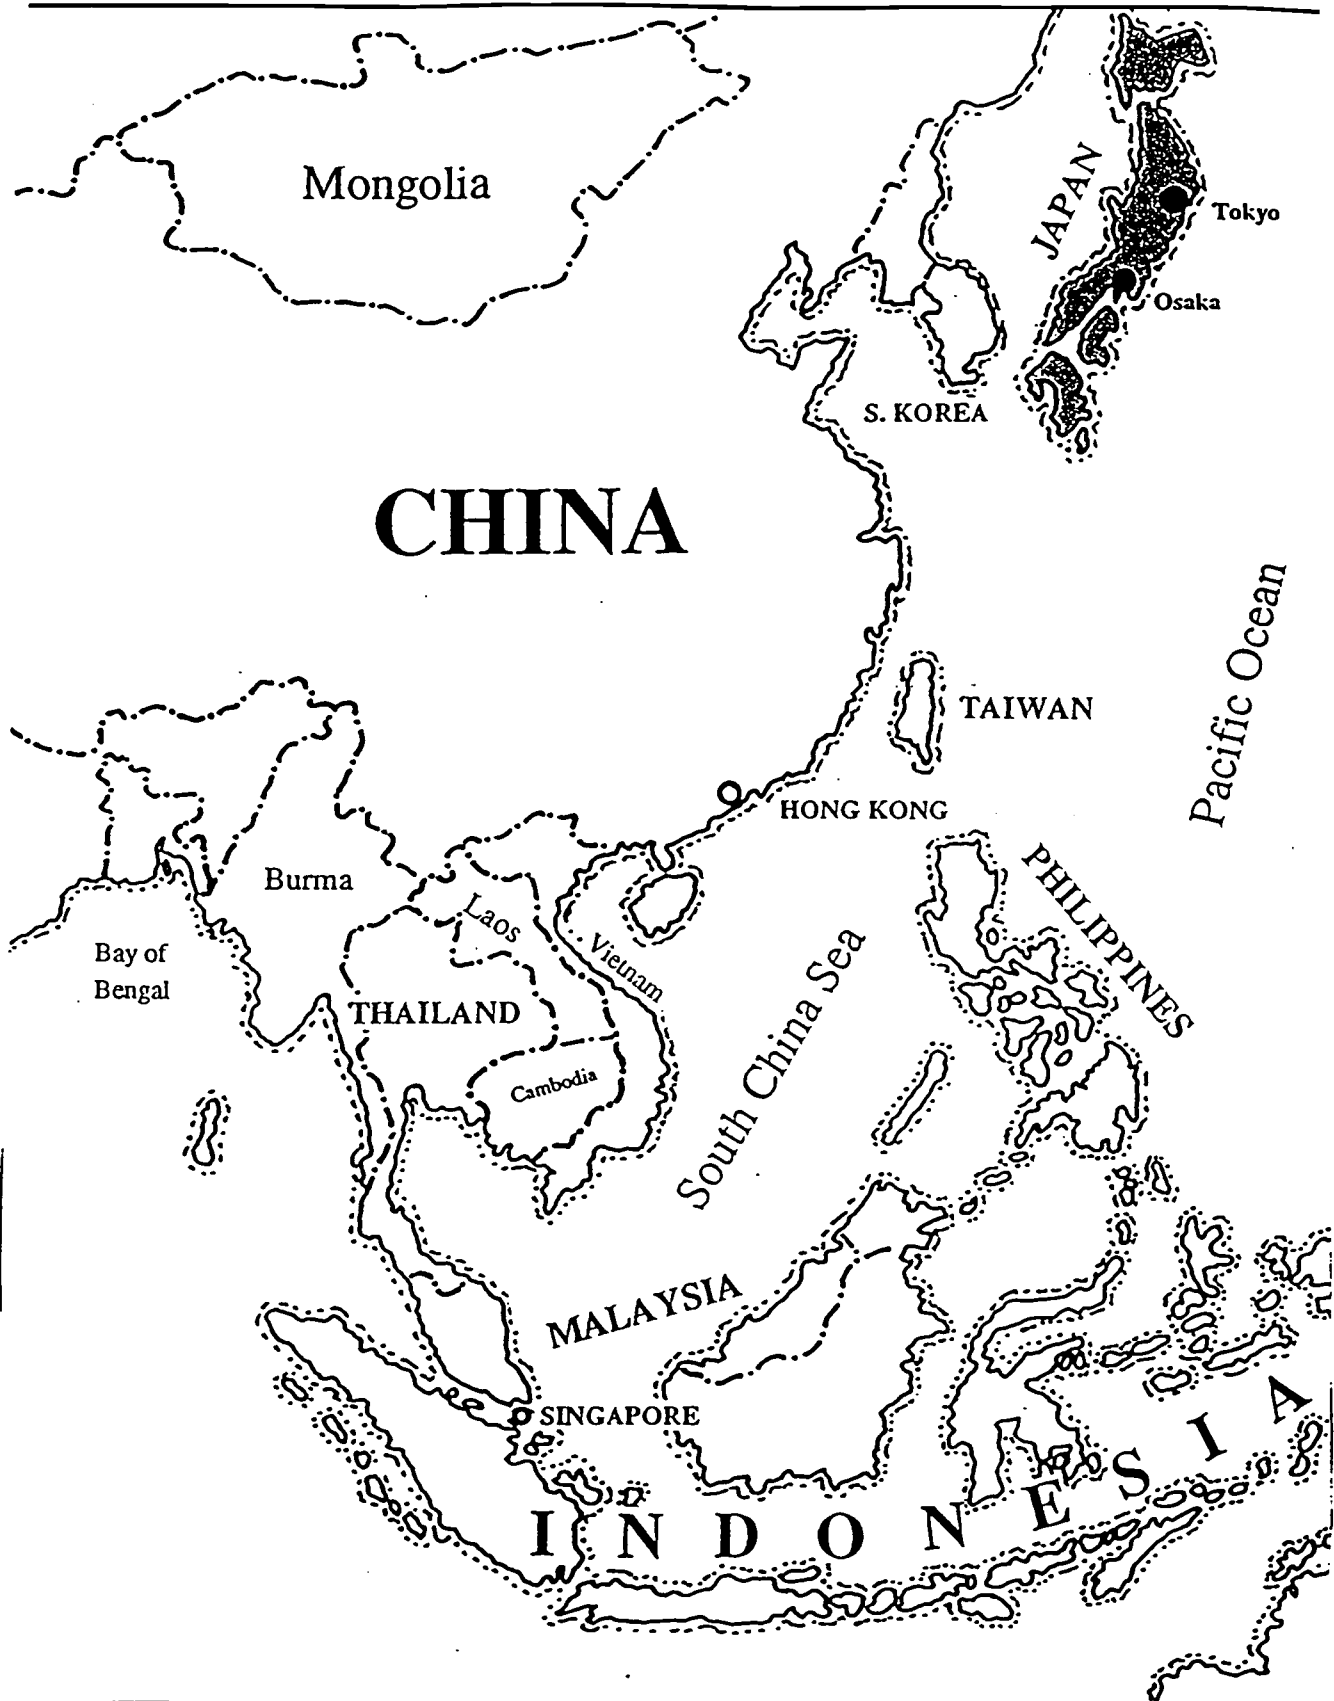 Mongolia
JAPAN
Tokyo
Osaka
S. KOREA
CHINA
Pacific Ocean
TAIWAN
HONG KONG
Burma
Laos
Vietnam
PHILIPPINES
Bay of
Bengal
THAILAND
South China Sea
Cambodia
MALAYSIA
SINGAPORE
INDONESIA